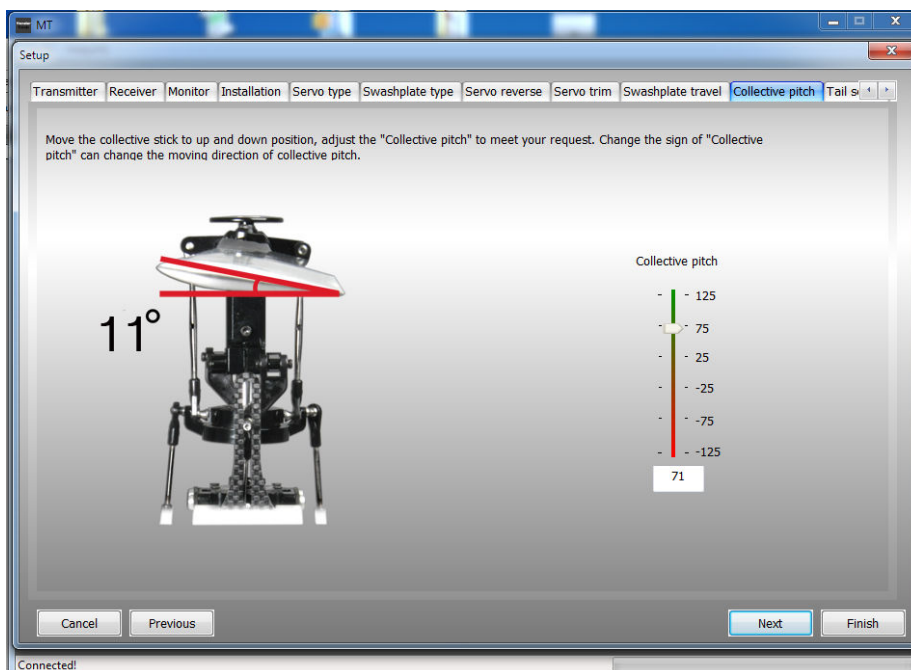 MT
Setup
Transmitter Receiver Monitor Installation Servo type Swashplate type Servo reverse Servo trim Swashplate travel Collective pitch Tail s
Move the collective stick to up and down position, adjust the "Collective pitch" to meet your request. Change the sign of "Collective
pitch" can change the moving direction of collective pitch.
Collective pitch
125
75
25
-25
-75
-125
71
11°
Cancel Previous Next Finish
Connected!